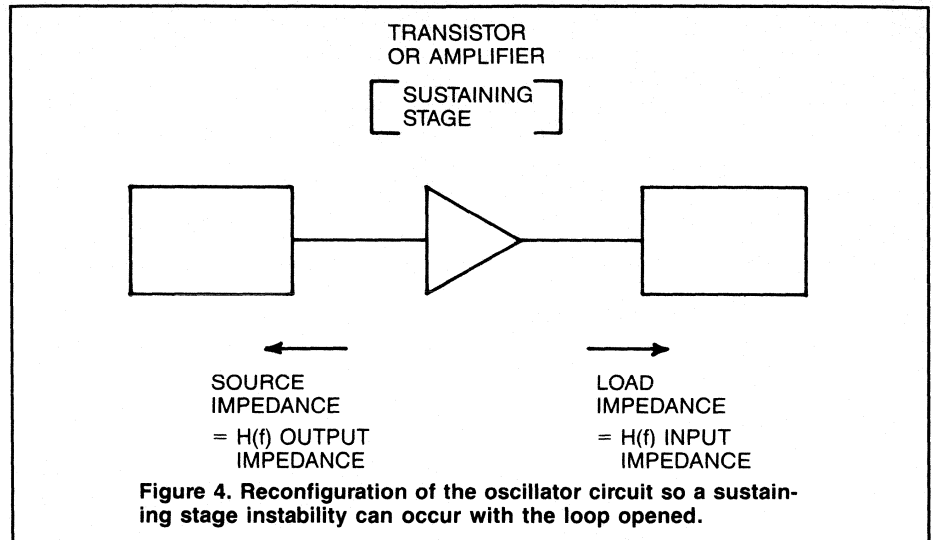 TRANSISTOR
OR AMPLIFIER
SUSTAINING
STAGE
SOURCE
IMPEDANCE
= H(f) OUTPUT
IMPEDANCE
LOAD
IMPEDANCE
= H(f) INPUT
IMPEDANCE
Figure 4. Reconfiguration of the oscillator circuit so a sustain-
ing stage instability can occur with the loop opened.